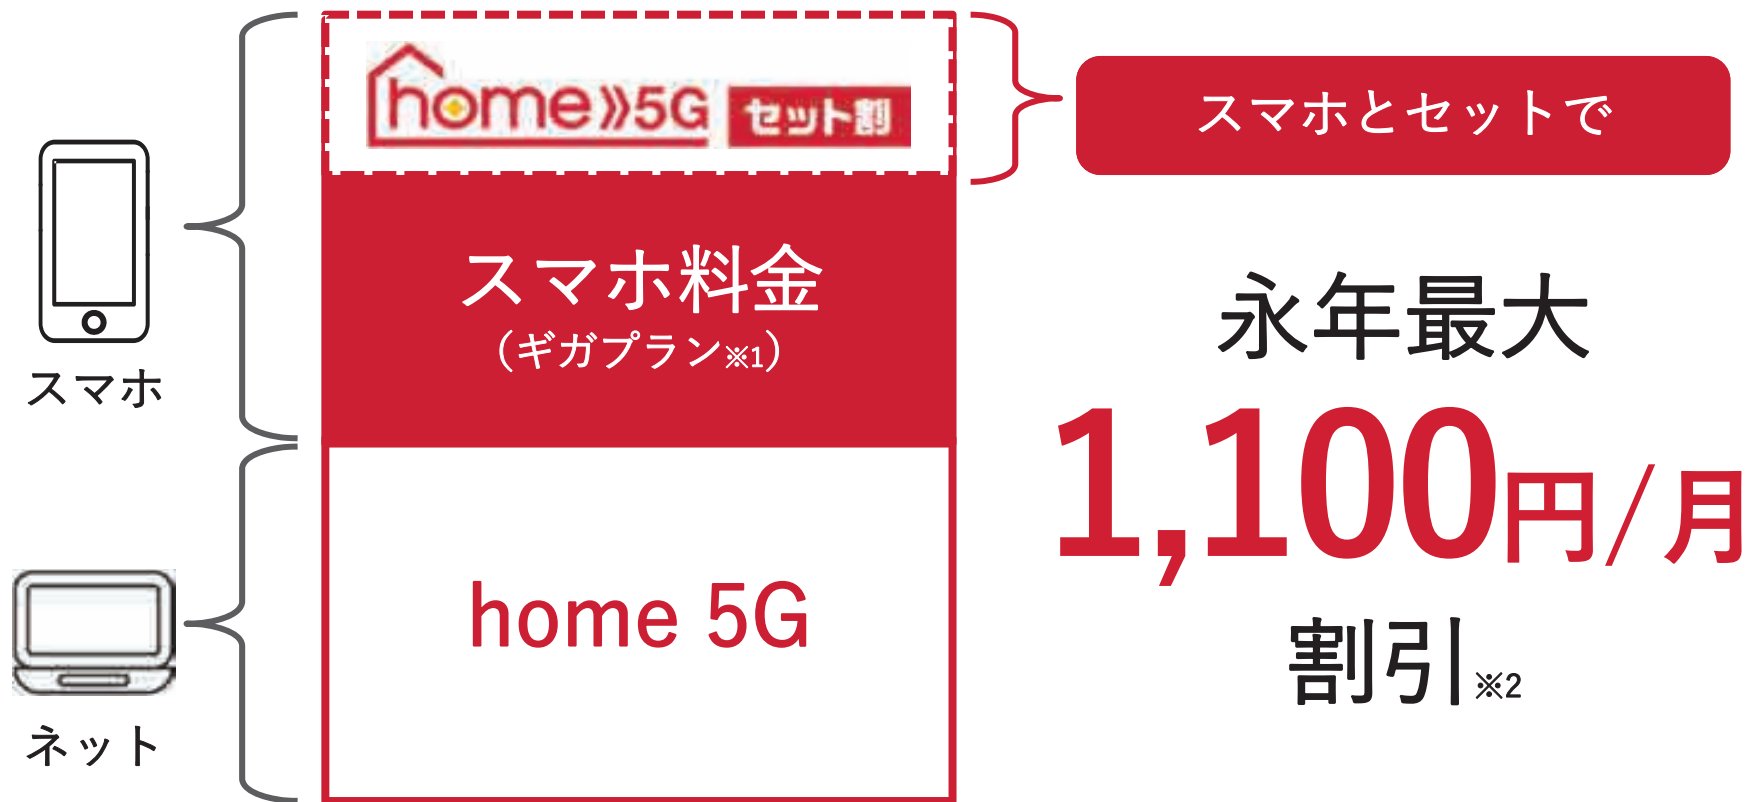 home 5G セット割
スマホとセットで
スマホ料金
(ギガプラン※1)
スマホ
永年最大
1,100円/月
割引※2
home 5G
ネット